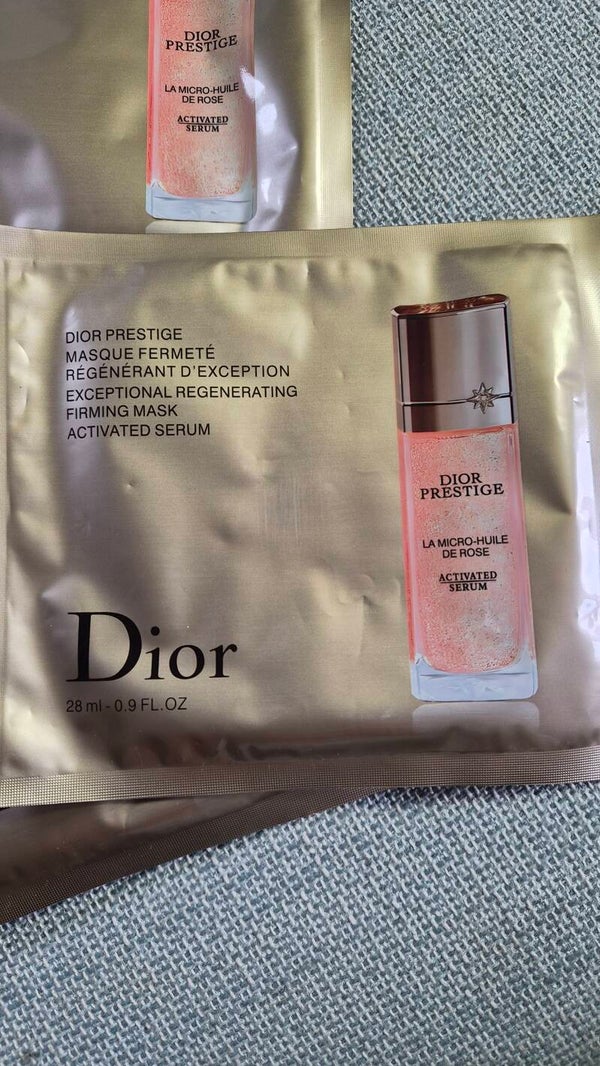 DIOR
PRESTIGE
LA MICRO-HUILE
DE ROSE
ACTIVATED
SERUM
DIOR PRESTIGE
MASQUE FERMETÉ
RÉGÉNÉRANT D'EXCEPTION
EXCEPTIONAL REGENERATING
FIRMING MASK
ACTIVATED SERUM
DIOR
PRESTIGE
LA MICRO-HUILE
DE ROSE
ACTIVATED
SERUM
Dior
28 ml - 0.9 FL.OZ